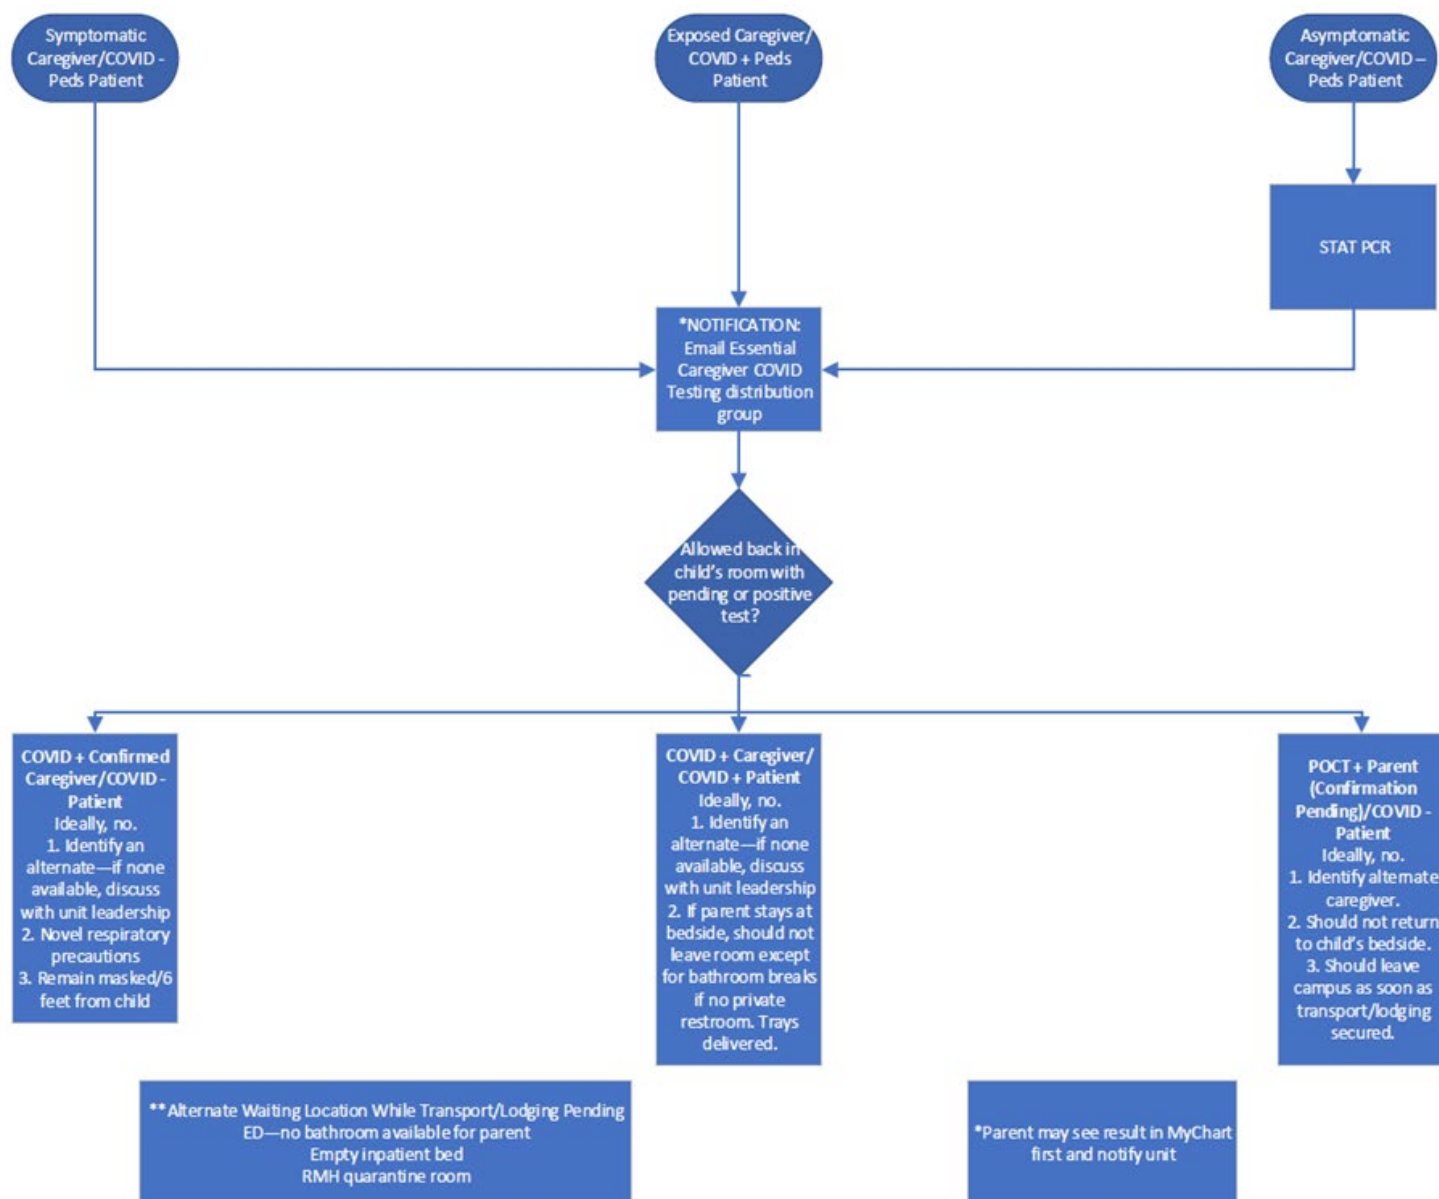 Symptomatic
Caregiver/COVID -
Peds Patient
Exposed Caregiver/
COVID + Peds
Patient
Asymptomatic
Caregiver/COVID –
Peds Patient
STAT PCR
*NOTIFICATION:
Email Essential
Caregiver COVID
Testing distribution
group
Allowed back in
child's room with
pending or positive
test?
COVID + Confirmed
Caregiver/COVID -
Patient
Ideally, no.
1. Identify an
alternate—if none
available, discuss
with unit leadership
2. Novel respiratory
precautions
3. Remain masked/6
feet from child
COVID + Caregiver/
COVID + Patient
Ideally, no.
1. Identify an
alternate—if none
available, discuss
with unit leadership
2. If parent stays at
bedside, should not
leave room except
for bathroom breaks
if no private
restroom. Trays
delivered.
POCT + Parent
(Confirmation
Pending)/COVID -
Patient
Ideally, no.
1. Identify alternate
caregiver.
2. Should not return
to child's bedside.
3. Should leave
campus as soon as
transport/lodging
secured.
**Alternate Waiting Location While Transport/Lodging Pending
ED—no bathroom available for parent
Empty inpatient bed
RMH quarantine room
*Parent may see result in MyChart
first and notify unit